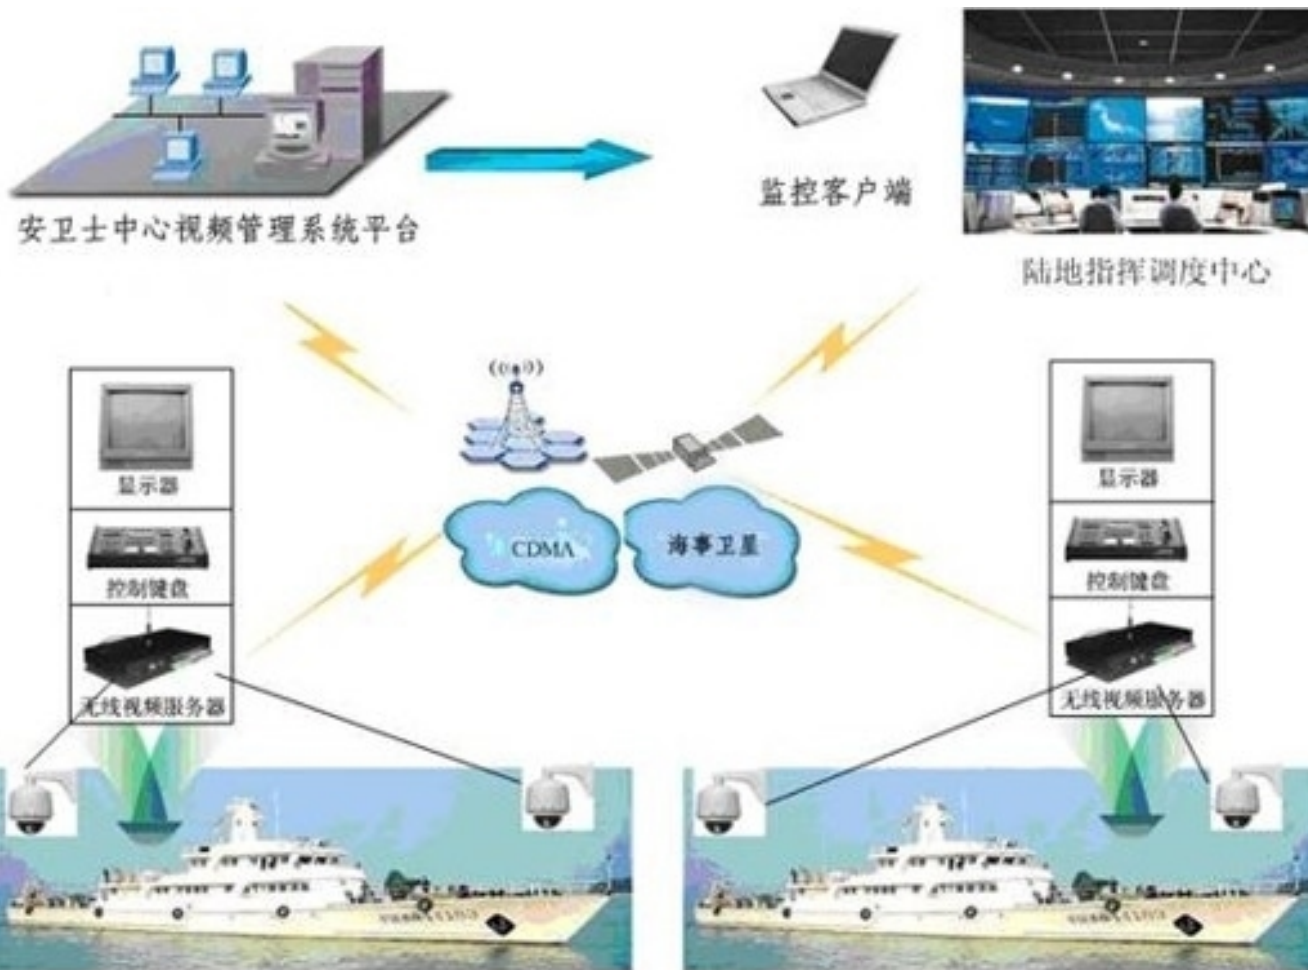 安卫士中心视频管理系统平台
监控客户端
陆地指挥调度中心
显示器
控制键盘
无线视频服务器
CDMA
海事卫星
显示器
控制键盘
无线视频服务器